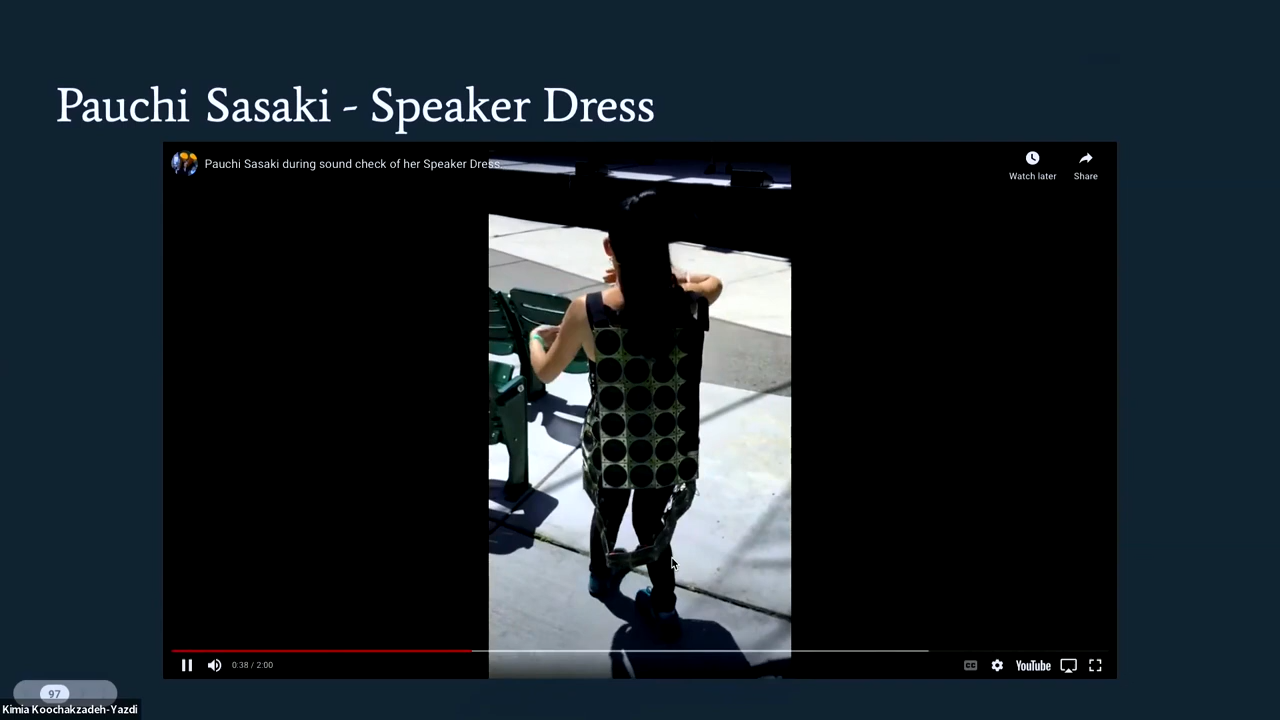 Pauchi Sasaki - Speaker Dress
Pauchi Sasaki during sound check of her Speaker Dress.
Watch later
Share
0:38 / 2:00
CC
YouTube
97
Kimia Koochakzadeh-Yazdi